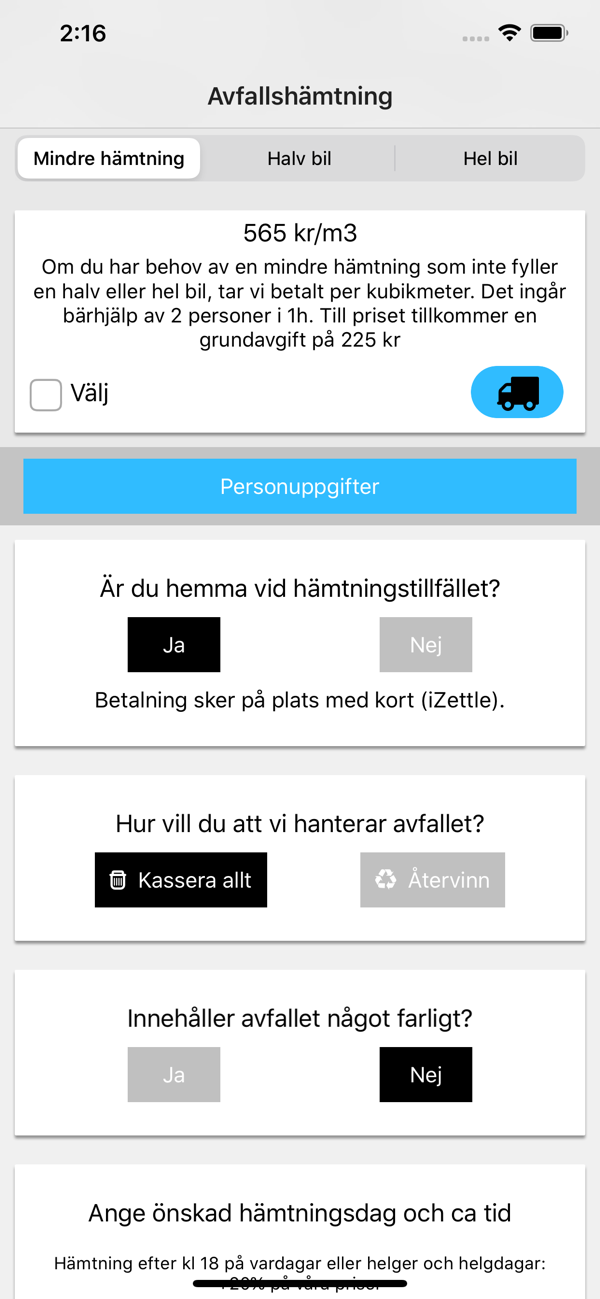 2:16
Avfallshämtning
Mindre hämtning
Halv bil
Hel bil
565 kr/m3
Om du har behov av en mindre hämtning som inte fyller
en halv eller hel bil, tar vi betalt per kubikmeter. Det ingår
bärhjälp av 2 personer i 1h. Till priset tillkommer en
grundavgift på 225 kr
Välj
Personuppgifter
Är du hemma vid hämtningstillfället?
Ja
Nej
Betalning sker på plats med kort (iZettle).
Hur vill du att vi hanterar avfallet?
Kassera allt
Återvinn
Innehåller avfallet något farligt?
Ja
Nej
Ange önskad hämtningsdag och ca tid
Hämtning efter kl 18 på vardagar eller helger och helgdagar:
på våra priser